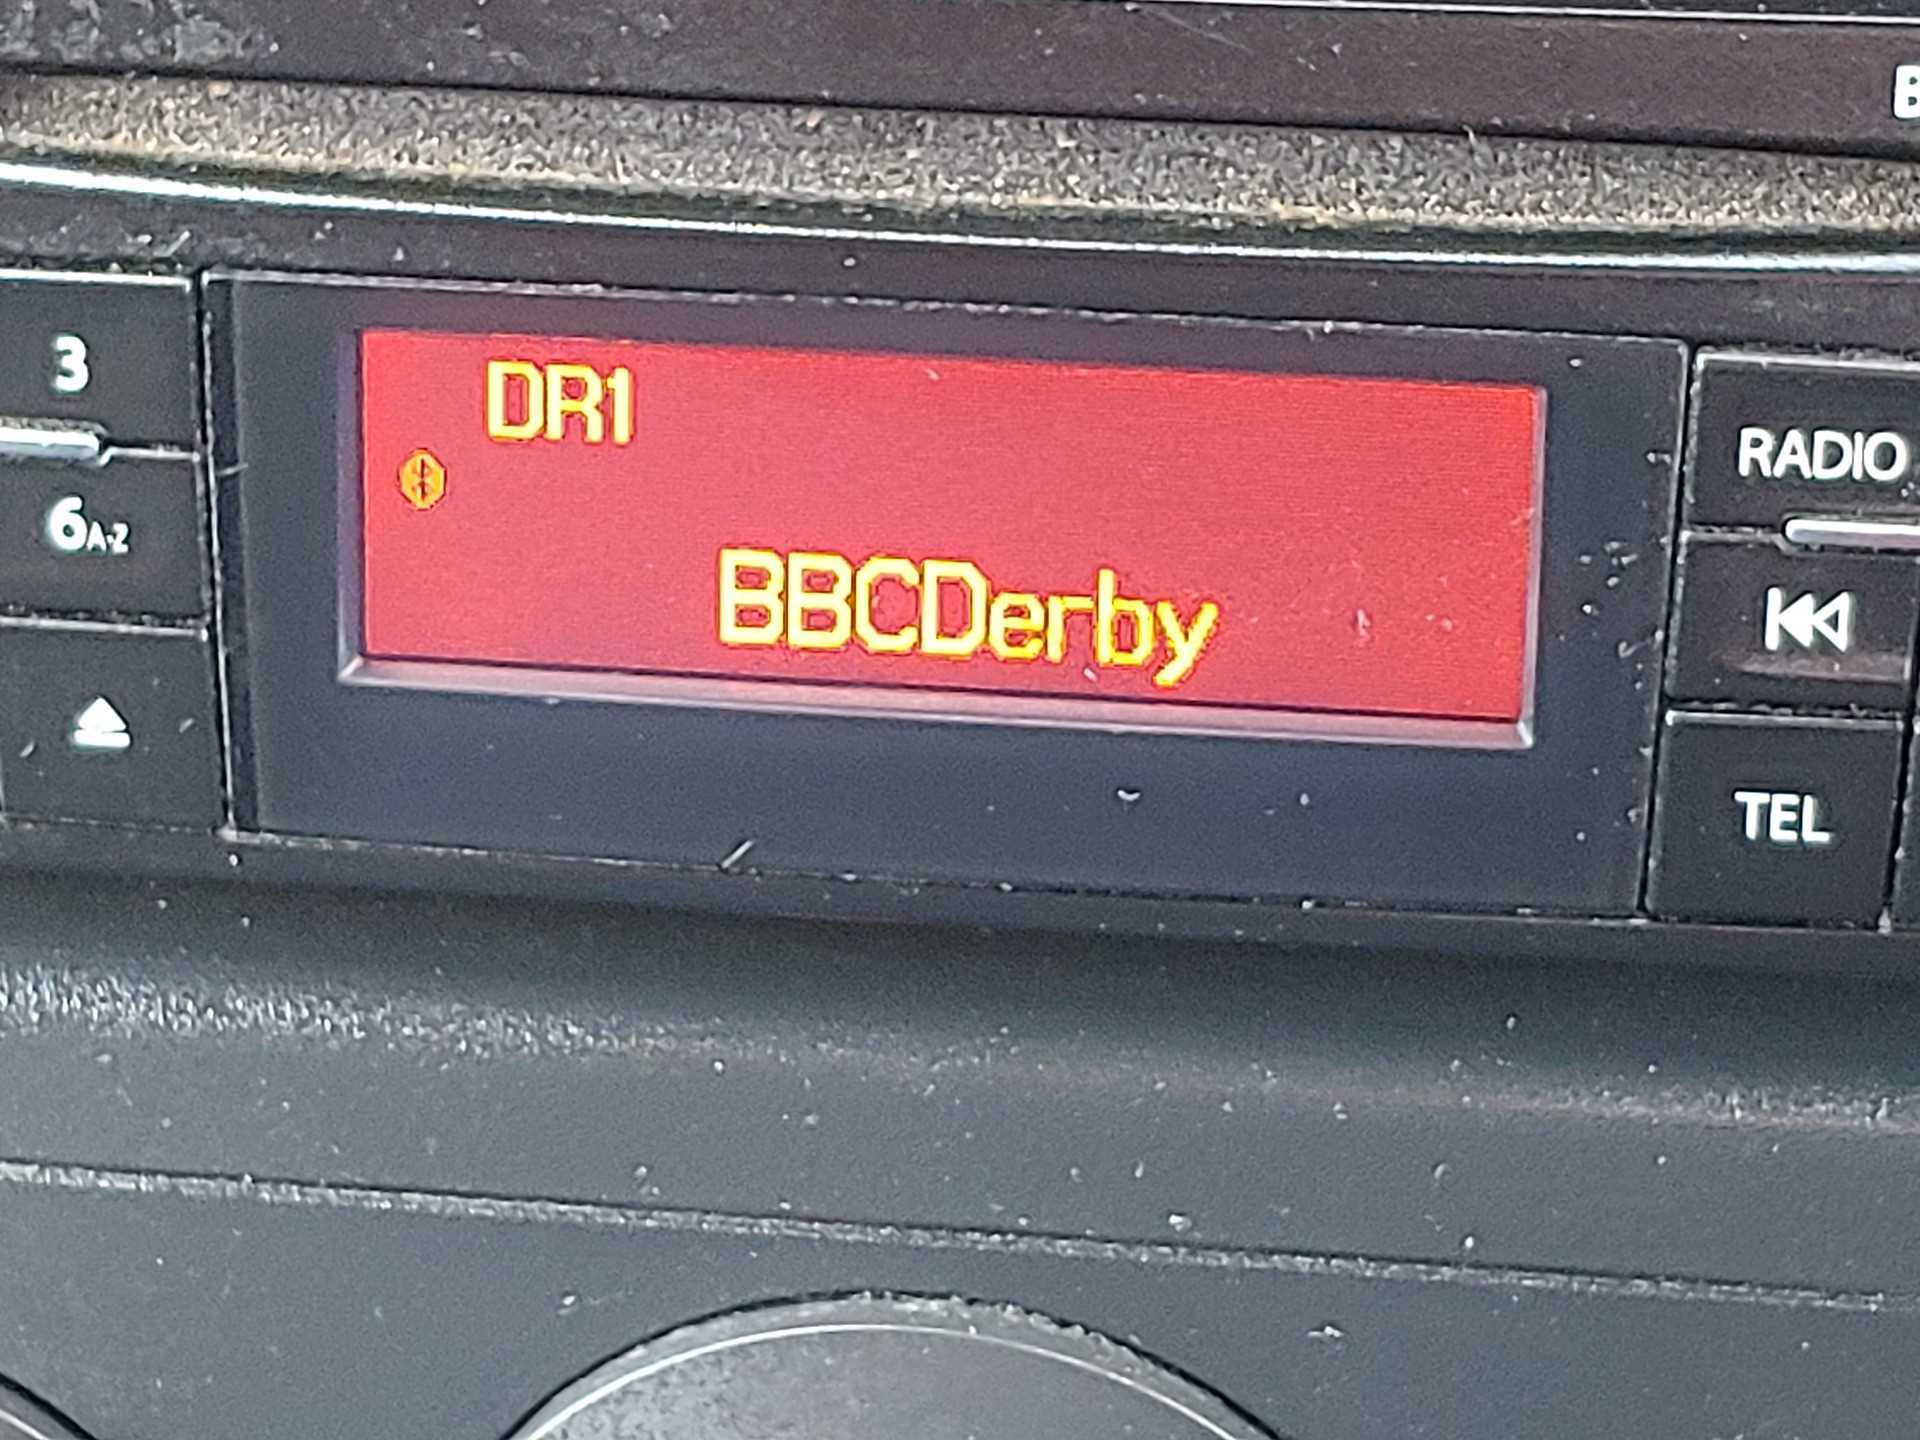 3
DR1
RADIO
6A-Z
BBCDerby
TEL